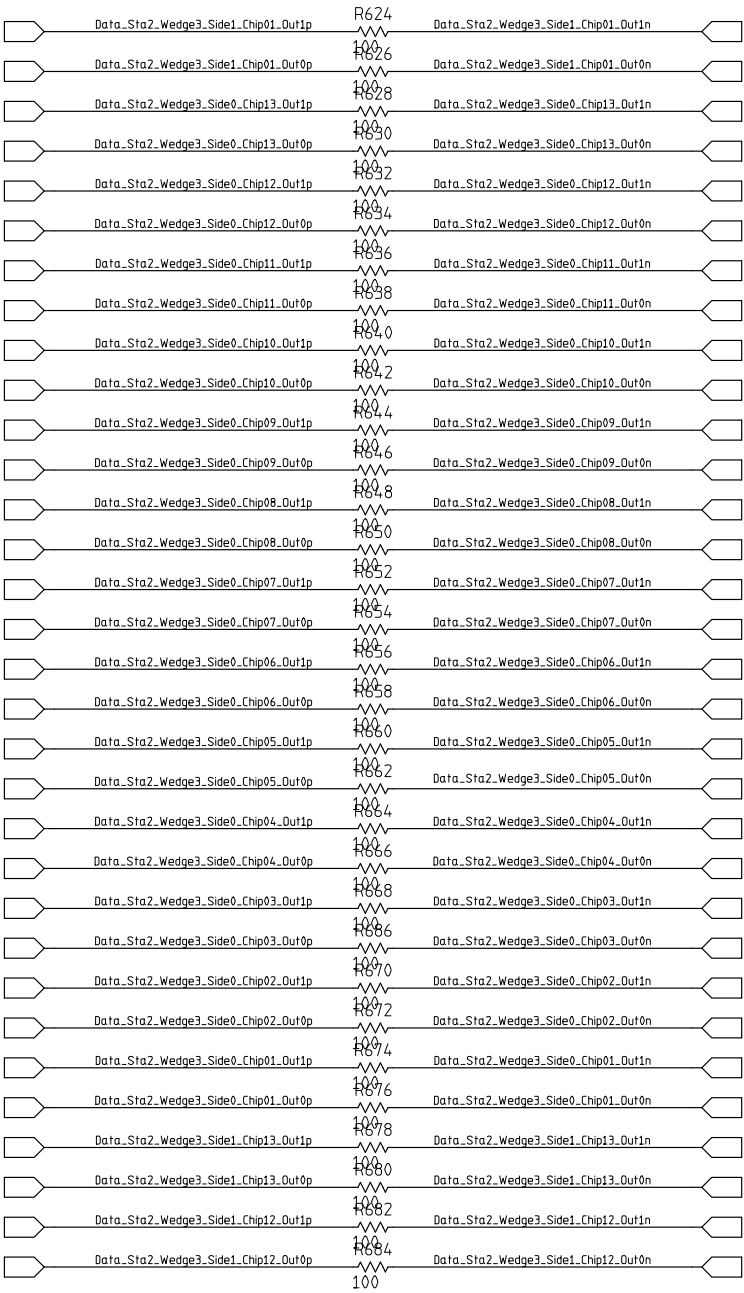 R624
Data_Sta2_Wedge3_Side1_Chip01_Out1p Data_Sta2_Wedge3_Side1_Chip01_Out1n
100
R626
Data_Sta2_Wedge3_Side1_Chip01_Out0p Data_Sta2_Wedge3_Side1_Chip01_Out0n
100
R628
Data_Sta2_Wedge3_Side0_Chip13_Out1p Data_Sta2_Wedge3_Side0_Chip13_Out1n
100
R630
Data_Sta2_Wedge3_Side0_Chip13_Out0p Data_Sta2_Wedge3_Side0_Chip13_Out0n
100
R632
Data_Sta2_Wedge3_Side0_Chip12_Out1p Data_Sta2_Wedge3_Side0_Chip12_Out1n
100
R634
Data_Sta2_Wedge3_Side0_Chip12_Out0p Data_Sta2_Wedge3_Side0_Chip12_Out0n
100
R636
Data_Sta2_Wedge3_Side0_Chip11_Out1p Data_Sta2_Wedge3_Side0_Chip11_Out1n
100
R638
Data_Sta2_Wedge3_Side0_Chip11_Out0p Data_Sta2_Wedge3_Side0_Chip11_Out0n
100
R640
Data_Sta2_Wedge3_Side0_Chip10_Out1p Data_Sta2_Wedge3_Side0_Chip10_Out1n
100
R642
Data_Sta2_Wedge3_Side0_Chip10_Out0p Data_Sta2_Wedge3_Side0_Chip10_Out0n
100
R644
Data_Sta2_Wedge3_Side0_Chip09_Out1p Data_Sta2_Wedge3_Side0_Chip09_Out1n
100
R646
Data_Sta2_Wedge3_Side0_Chip09_Out0p Data_Sta2_Wedge3_Side0_Chip09_Out0n
100
R648
Data_Sta2_Wedge3_Side0_Chip08_Out1p Data_Sta2_Wedge3_Side0_Chip08_Out1n
100
R650
Data_Sta2_Wedge3_Side0_Chip08_Out0p Data_Sta2_Wedge3_Side0_Chip08_Out0n
100
R652
Data_Sta2_Wedge3_Side0_Chip07_Out1p Data_Sta2_Wedge3_Side0_Chip07_Out1n
100
R654
Data_Sta2_Wedge3_Side0_Chip07_Out0p Data_Sta2_Wedge3_Side0_Chip07_Out0n
100
R656
Data_Sta2_Wedge3_Side0_Chip06_Out1p Data_Sta2_Wedge3_Side0_Chip06_Out1n
100
R658
Data_Sta2_Wedge3_Side0_Chip06_Out0p Data_Sta2_Wedge3_Side0_Chip06_Out0n
100
R660
Data_Sta2_Wedge3_Side0_Chip05_Out1p Data_Sta2_Wedge3_Side0_Chip05_Out1n
100
R662
Data_Sta2_Wedge3_Side0_Chip05_Out0p Data_Sta2_Wedge3_Side0_Chip05_Out0n
100
R664
Data_Sta2_Wedge3_Side0_Chip04_Out1p Data_Sta2_Wedge3_Side0_Chip04_Out1n
100
R666
Data_Sta2_Wedge3_Side0_Chip04_Out0p Data_Sta2_Wedge3_Side0_Chip04_Out0n
100
R668
Data_Sta2_Wedge3_Side0_Chip03_Out1p Data_Sta2_Wedge3_Side0_Chip03_Out1n
100
R686
Data_Sta2_Wedge3_Side0_Chip03_Out0p Data_Sta2_Wedge3_Side0_Chip03_Out0n
100
R670
Data_Sta2_Wedge3_Side0_Chip02_Out1p Data_Sta2_Wedge3_Side0_Chip02_Out1n
100
R672
Data_Sta2_Wedge3_Side0_Chip02_Out0p Data_Sta2_Wedge3_Side0_Chip02_Out0n
100
R674
Data_Sta2_Wedge3_Side0_Chip01_Out1p Data_Sta2_Wedge3_Side0_Chip01_Out1n
100
R676
Data_Sta2_Wedge3_Side0_Chip01_Out0p Data_Sta2_Wedge3_Side0_Chip01_Out0n
100
R678
Data_Sta2_Wedge3_Side1_Chip13_Out1p Data_Sta2_Wedge3_Side1_Chip13_Out1n
100
R680
Data_Sta2_Wedge3_Side1_Chip13_Out0p Data_Sta2_Wedge3_Side1_Chip13_Out0n
100
R682
Data_Sta2_Wedge3_Side1_Chip12_Out1p Data_Sta2_Wedge3_Side1_Chip12_Out1n
100
R684
Data_Sta2_Wedge3_Side1_Chip12_Out0p Data_Sta2_Wedge3_Side1_Chip12_Out0n
100